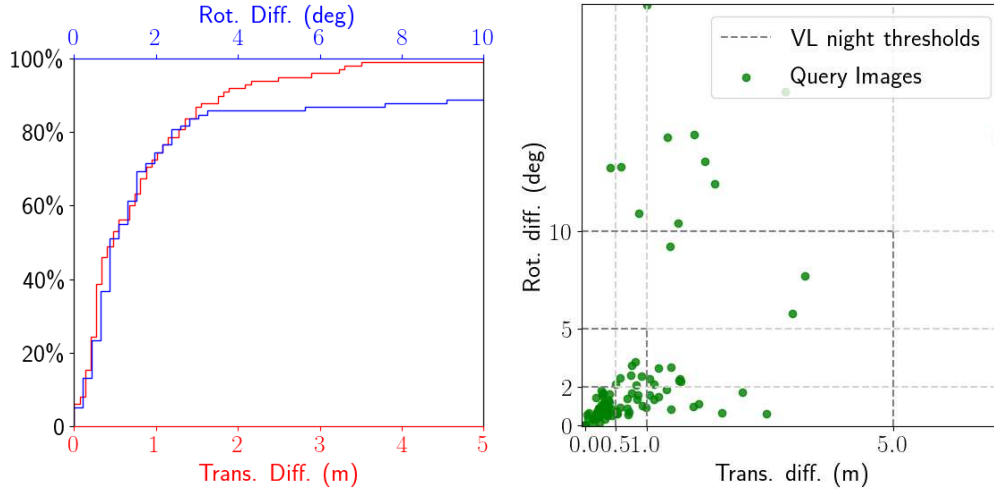 Rot. Diff. (deg)
0 2 4 6 8 10
100%
80%
60%
40%
20%
0
0 1 2 3 4 5
Trans. Diff. (m)
VL night thresholds
Query Images
Rot. diff. (deg)
10
5
2
0
0.00.51.0 5.0
Trans. diff. (m)